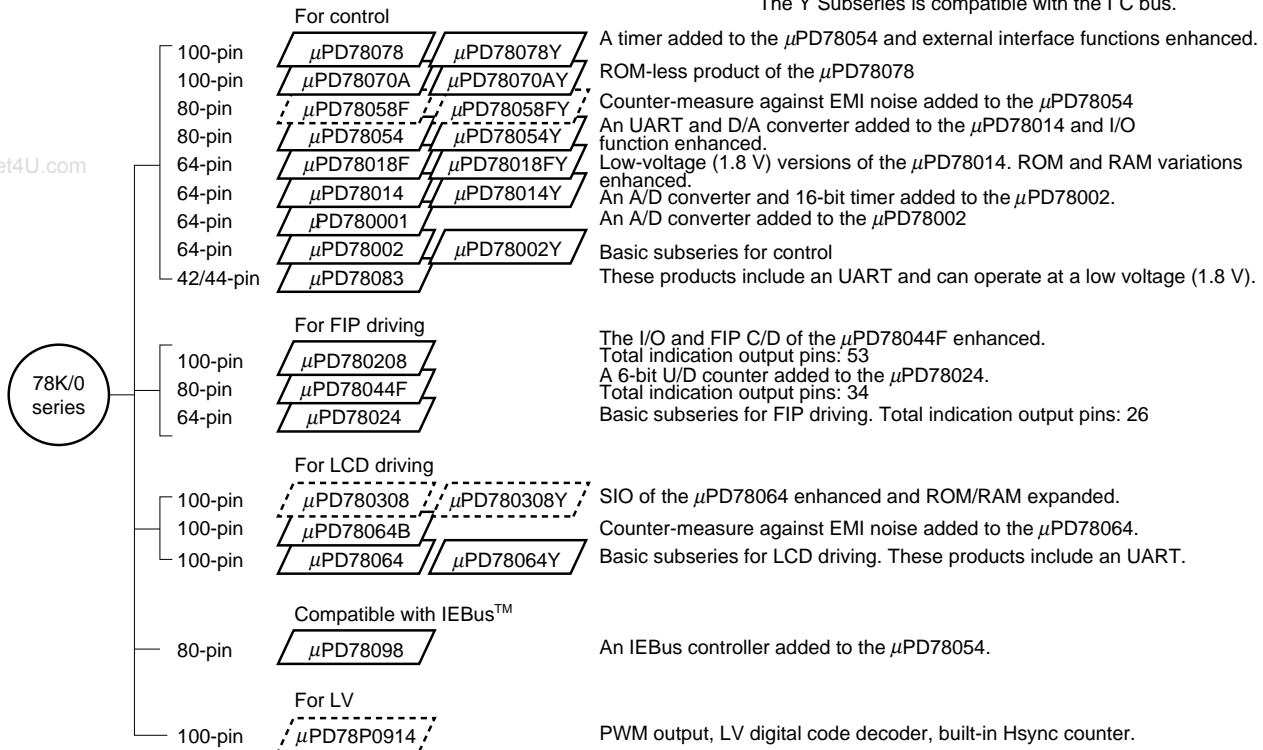 The Y Subseries is compatible with the I²C bus.
For control
100-pin μPD78078 μPD78078Y A timer added to the μPD78054 and external interface functions enhanced.
100-pin μPD78070A μPD78070AY ROM-less product of the μPD78078
80-pin μPD78058F μPD78058FY Counter-measure against EMI noise added to the μPD78054
80-pin μPD78054 μPD78054Y An UART and D/A converter added to the μPD78014 and I/O
function enhanced.
64-pin μPD78018F μPD78018FY Low-voltage (1.8 V) versions of the μPD78014. ROM and RAM variations
enhanced.
64-pin μPD78014 μPD78014Y An A/D converter and 16-bit timer added to the μPD78002.
64-pin μPD780001 An A/D converter added to the μPD78002
64-pin μPD78002 μPD78002Y Basic subseries for control
42/44-pin μPD78083 These products include an UART and can operate at a low voltage (1.8 V).
et4U.com
78K/0
series
For FIP driving
100-pin μPD780208 The I/O and FIP C/D of the μPD78044F enhanced.
Total indication output pins: 53
80-pin μPD78044F A 6-bit U/D counter added to the μPD78024.
Total indication output pins: 34
64-pin μPD78024 Basic subseries for FIP driving. Total indication output pins: 26
For LCD driving
100-pin μPD780308 μPD780308Y SIO of the μPD78064 enhanced and ROM/RAM expanded.
100-pin μPD78064B Counter-measure against EMI noise added to the μPD78064.
100-pin μPD78064 μPD78064Y Basic subseries for LCD driving. These products include an UART.
Compatible with IEBus™
80-pin μPD78098 An IEBus controller added to the μPD78054.
For LV
100-pin μPD78P0914 PWM output, LV digital code decoder, built-in Hsync counter.